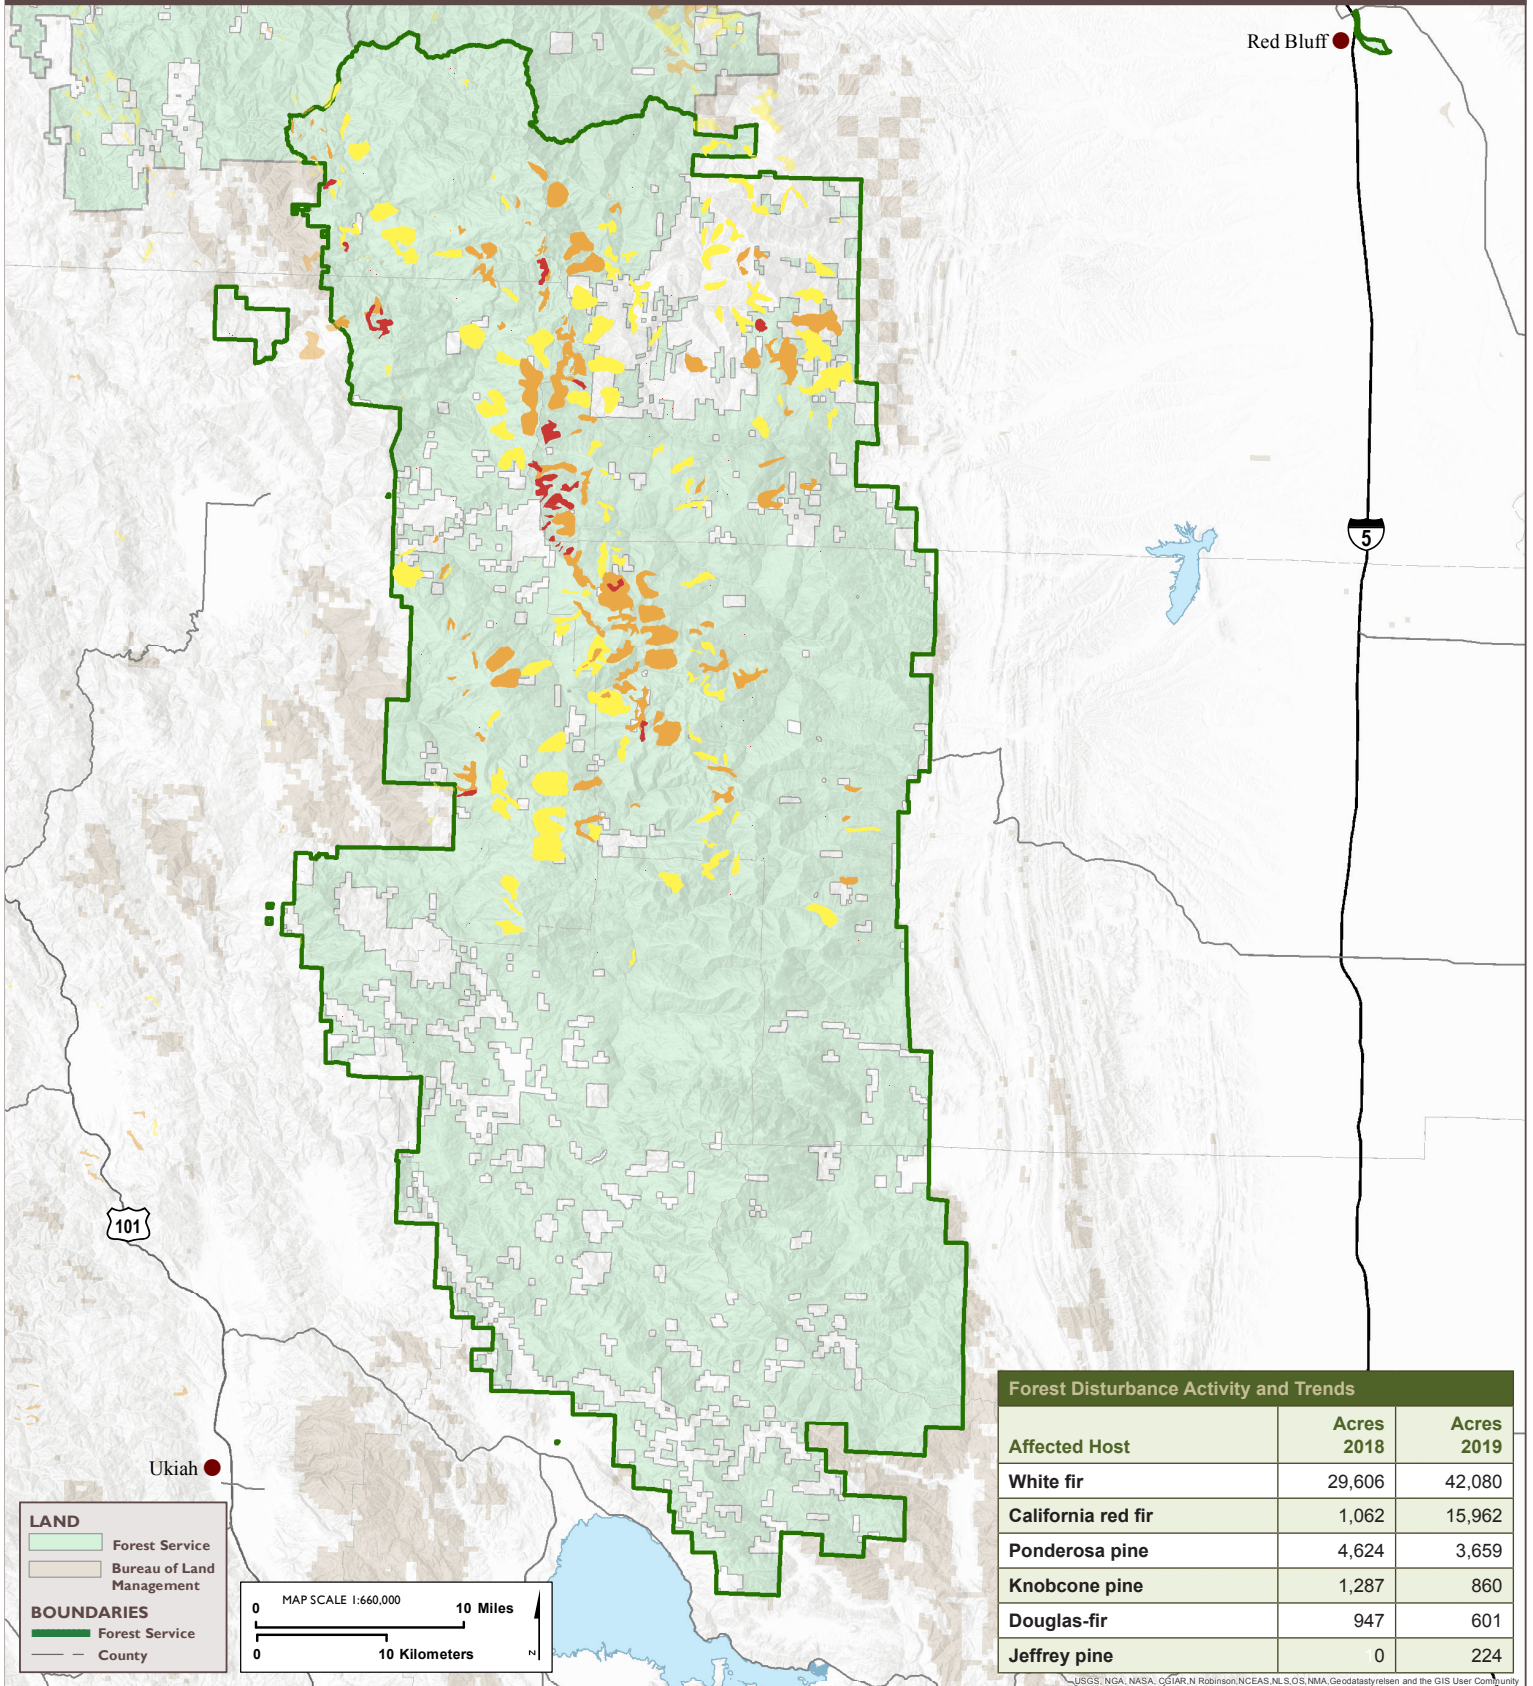 Red Bluff
5
101
Ukiah
LAND
Forest Service
Bureau of Land
Management
BOUNDARIES
Forest Service
County
MAP SCALE 1:660,000
0 10 Miles
0 10 Kilometers
N
Forest Disturbance Activity and Trends
Affected Host Acres 2018 Acres 2019
White fir 29,606 42,080
California red fir 1,062 15,962
Ponderosa pine 4,624 3,659
Knobcone pine 1,287 860
Douglas-fir 947 601
Jeffrey pine 0 224
USGS, NGA, NASA, CGIAR,N Robinson,NCEAS,NLS,OS,NMA,Geodatastyrelsen and the GIS User Community